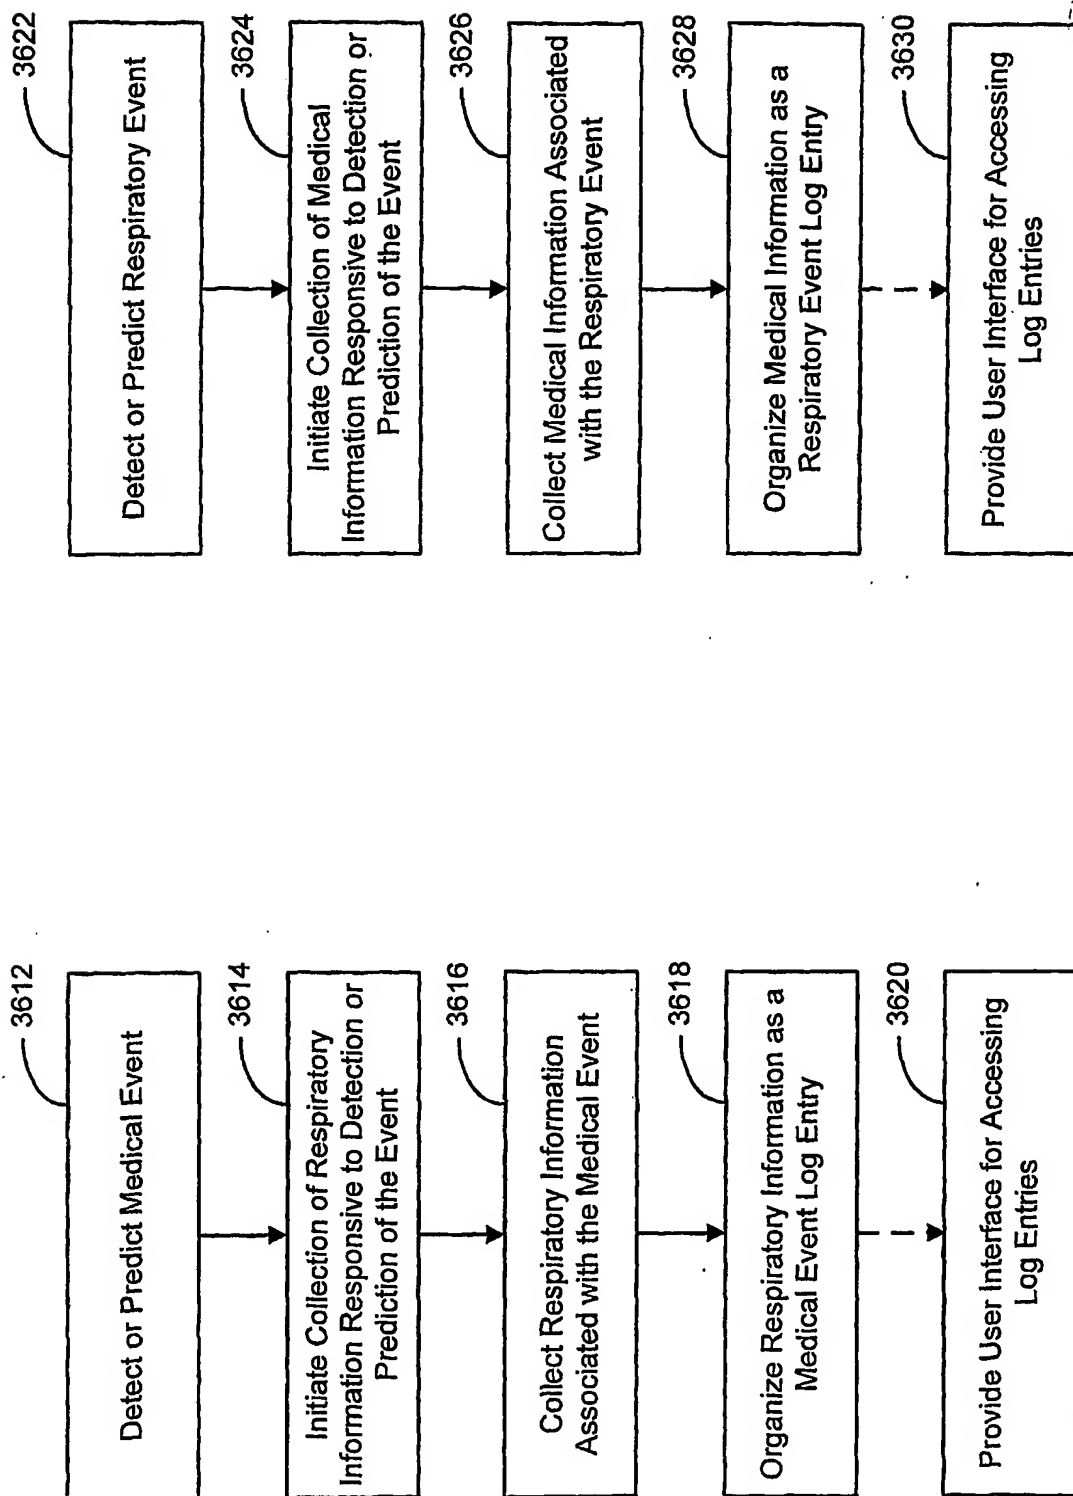 3612
Detect or Predict Medical Event
3614
Initiate Collection of Respiratory
Information Responsive to Detection or
Prediction of the Event
3616
Collect Respiratory Information
Associated with the Medical Event
3618
Organize Respiratory Information as a
Medical Event Log Entry
3620
Provide User Interface for Accessing
Log Entries
3622
Detect or Predict Respiratory Event
3624
Initiate Collection of Medical
Information Responsive to Detection or
Prediction of the Event
3626
Collect Medical Information Associated
with the Respiratory Event
3628
Organize Medical Information as a
Respiratory Event Log Entry
3630
Provide User Interface for Accessing
Log Entries